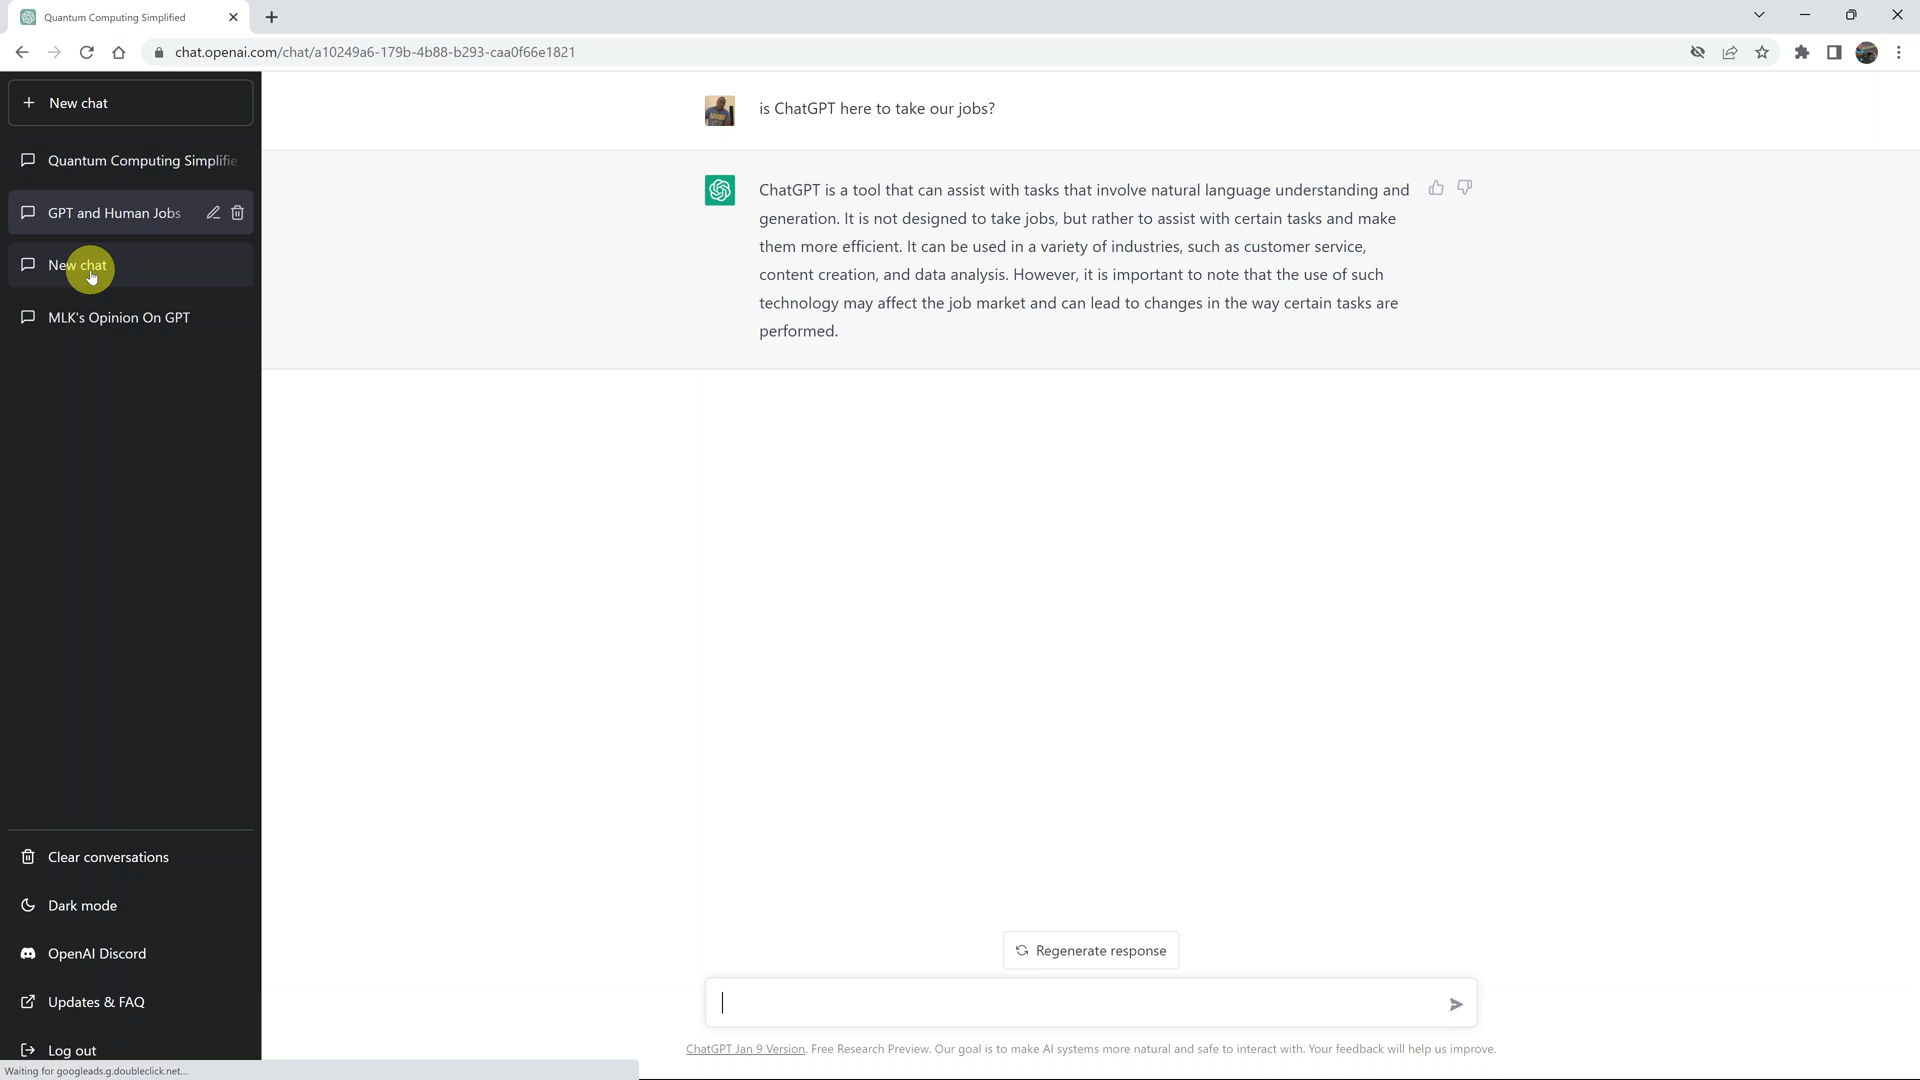 Quantum Computing Simplified
chat.openai.com/chat/a10249a6-179b-4b88-b293-caa0f66e1821
New chat
Quantum Computing Simplifie
GPT and Human Jobs
New chat
MLK's Opinion On GPT
Clear conversations
Dark mode
OpenAI Discord
Updates & FAQ
Log out
Waiting for googleads.g.doubleclick.net...
is ChatGPT here to take our jobs?
ChatGPT is a tool that can assist with tasks that involve natural language understanding and
generation. It is not designed to take jobs, but rather to assist with certain tasks and make
them more efficient. It can be used in a variety of industries, such as customer service,
content creation, and data analysis. However, it is important to note that the use of such
technology may affect the job market and can lead to changes in the way certain tasks are
performed.
Regenerate response
ChatGPT Jan 9 Version. Free Research Preview. Our goal is to make AI systems more natural and safe to interact with. Your feedback will help us improve.